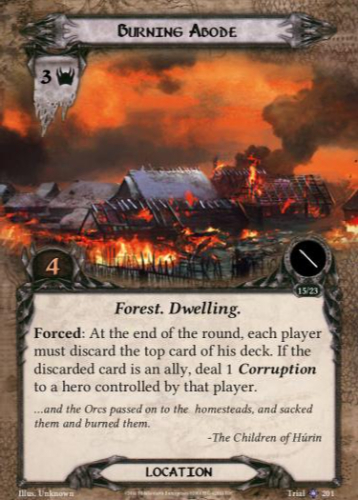 BURNING ABODE
3
4
15/23
Forest. Dwelling.
Forced: At the end of the round, each player
must discard the top card of his deck. If the
discarded card is an ally, deal 1 Corruption
to a hero controlled by that player.
...and the Orcs passed on to the homesteads, and sacked
them and burned them.
-The Children of Húrin
LOCATION
Illus. Unknown
Trial 201